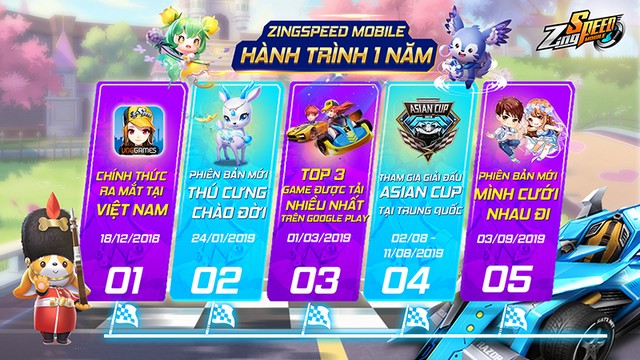 ZINGSPEED MOBILE
HÀNH TRÌNH 1 NĂM
ZingSpeed
MOBILE
VNGGAMES
CHÍNH THỨC
RA MẮT TẠI
VIỆT NAM
18/12/2018
01
PHIÊN BẢN MỚI
THÚ CƯNG
CHÀO ĐỜI
24/01/2019
02
TOP 3
GAME ĐƯỢC TẢI
NHIỀU NHẤT
TRÊN GOOGLE PLAY
01/03/2019
03
ASIAN CUP
THAM GIA GIẢI ĐẤU
ASIAN CUP
TẠI TRUNG QUỐC
02/08 -
11/08/2019
04
PHIÊN BẢN MỚI
MÌNH CƯỚI
NHAU ĐI
03/09/2019
05